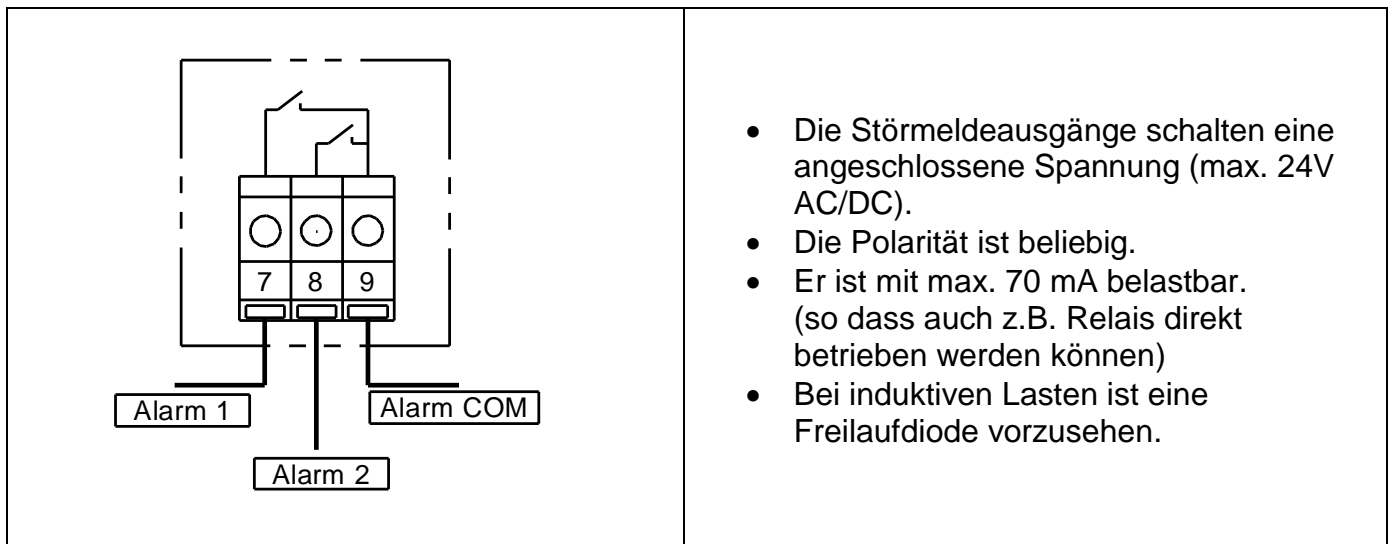 7 8 9
Alarm 1
Alarm COM
Alarm 2
• Die Störmeldeausgänge schalten eine
angeschlossene Spannung (max. 24V
AC/DC).
• Die Polarität ist beliebig.
• Er ist mit max. 70 mA belastbar.
(so dass auch z.B. Relais direkt
betrieben werden können)
• Bei induktiven Lasten ist eine
Freilaufdiode vorzusehen.